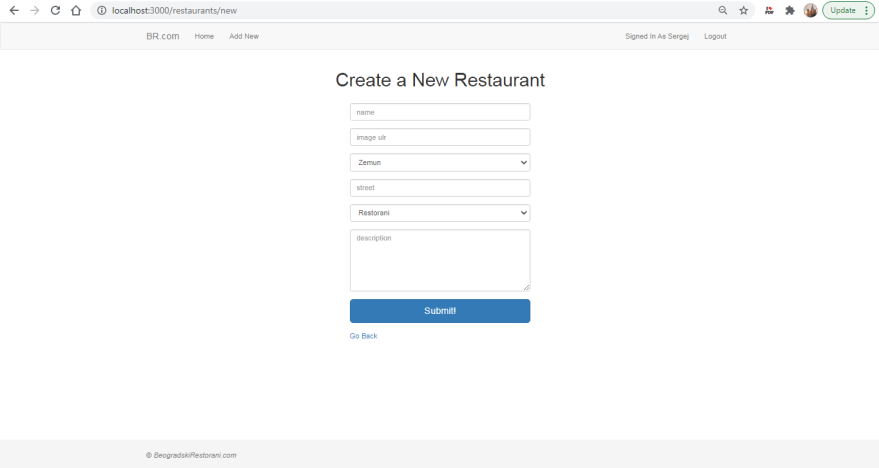 localhost:3000/restaurants/new
Update
BR.com Home Add New Signed In As Sergej Logout
Create a New Restaurant
name
image ulr
Zemun
street
Restorani
description
Submit!
Go Back
© BeogradskiRestorani.com